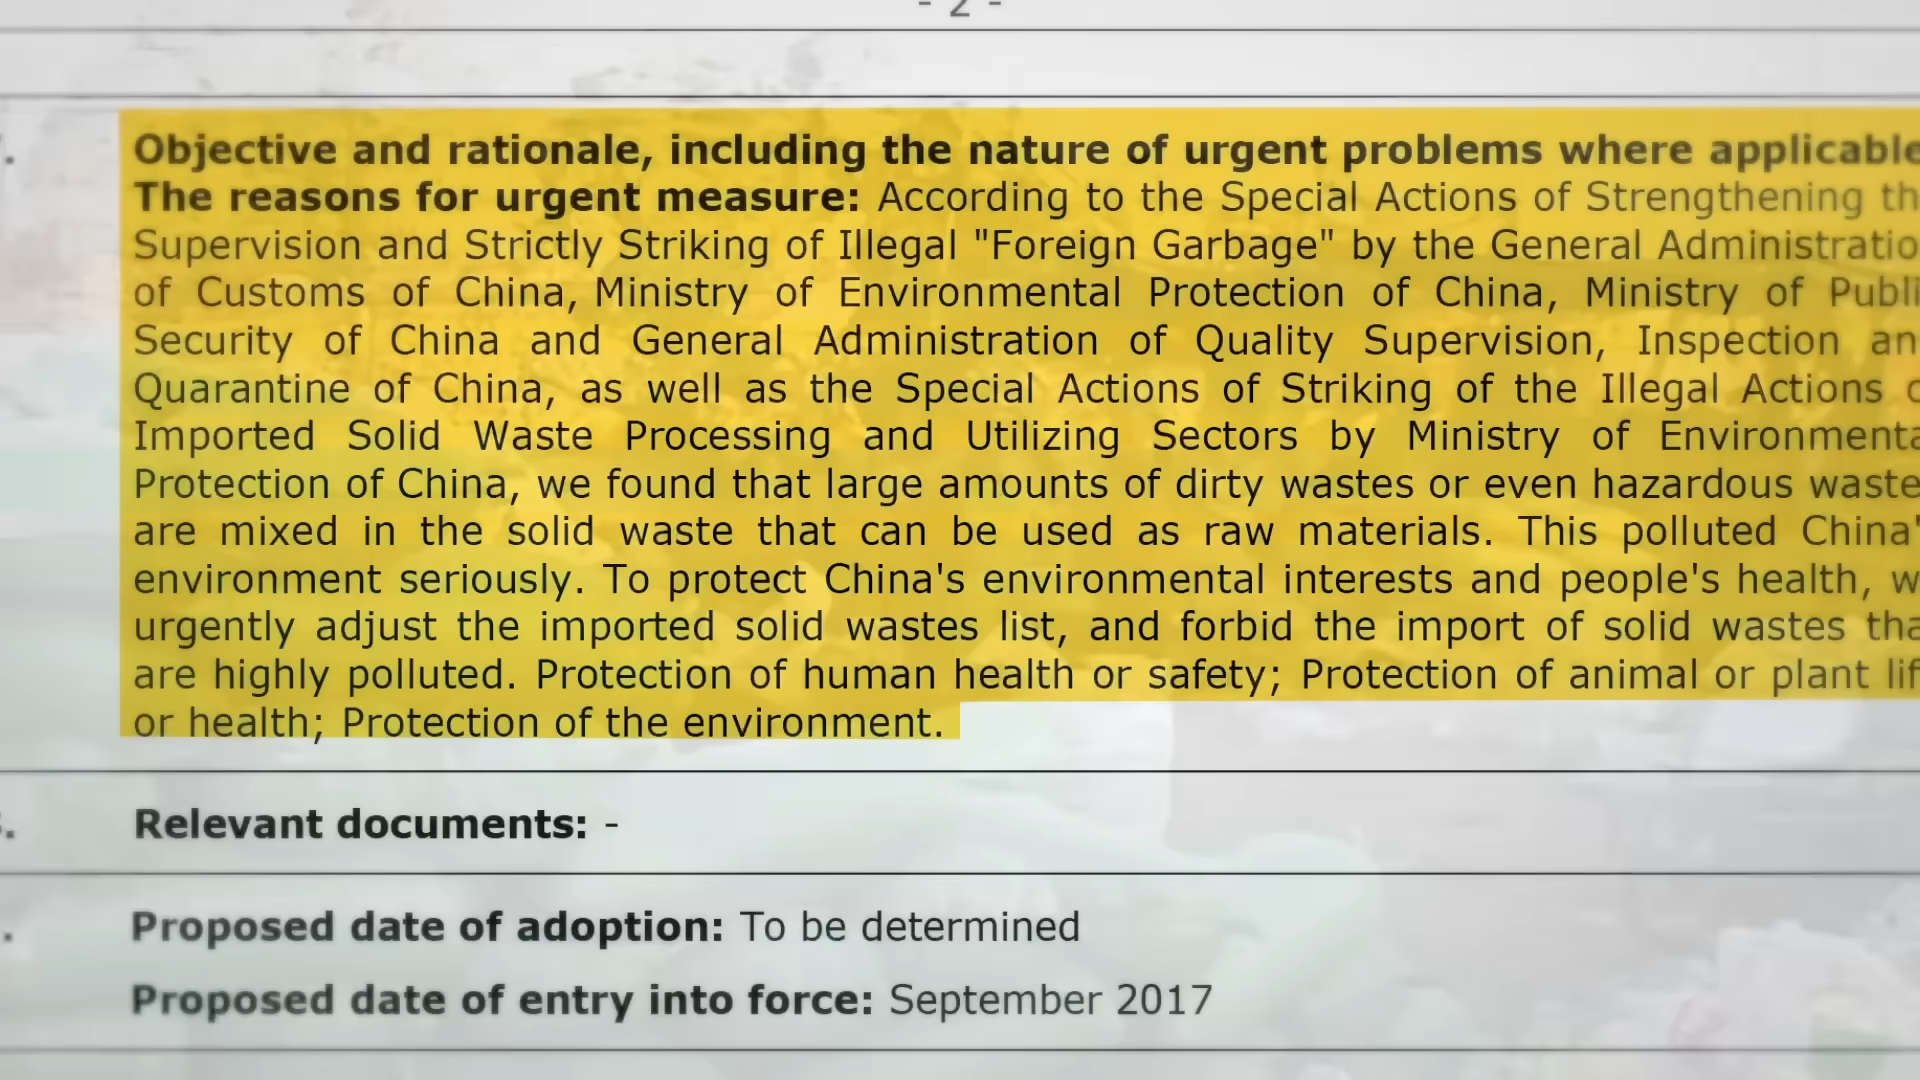 - 2 -
Objective and rationale, including the nature of urgent problems where applicable
The reasons for urgent measure: According to the Special Actions of Strengthening th
Supervision and Strictly Striking of Illegal "Foreign Garbage" by the General Administratio
of Customs of China, Ministry of Environmental Protection of China, Ministry of Publi
Security of China and General Administration of Quality Supervision, Inspection an
Quarantine of China, as well as the Special Actions of Striking of the Illegal Actions o
Imported Solid Waste Processing and Utilizing Sectors by Ministry of Environmenta
Protection of China, we found that large amounts of dirty wastes or even hazardous waste
are mixed in the solid waste that can be used as raw materials. This polluted China'
environment seriously. To protect China's environmental interests and people's health, w
urgently adjust the imported solid wastes list, and forbid the import of solid wastes tha
are highly polluted. Protection of human health or safety; Protection of animal or plant lif
or health; Protection of the environment.
Relevant documents: -
Proposed date of adoption: To be determined
Proposed date of entry into force: September 2017